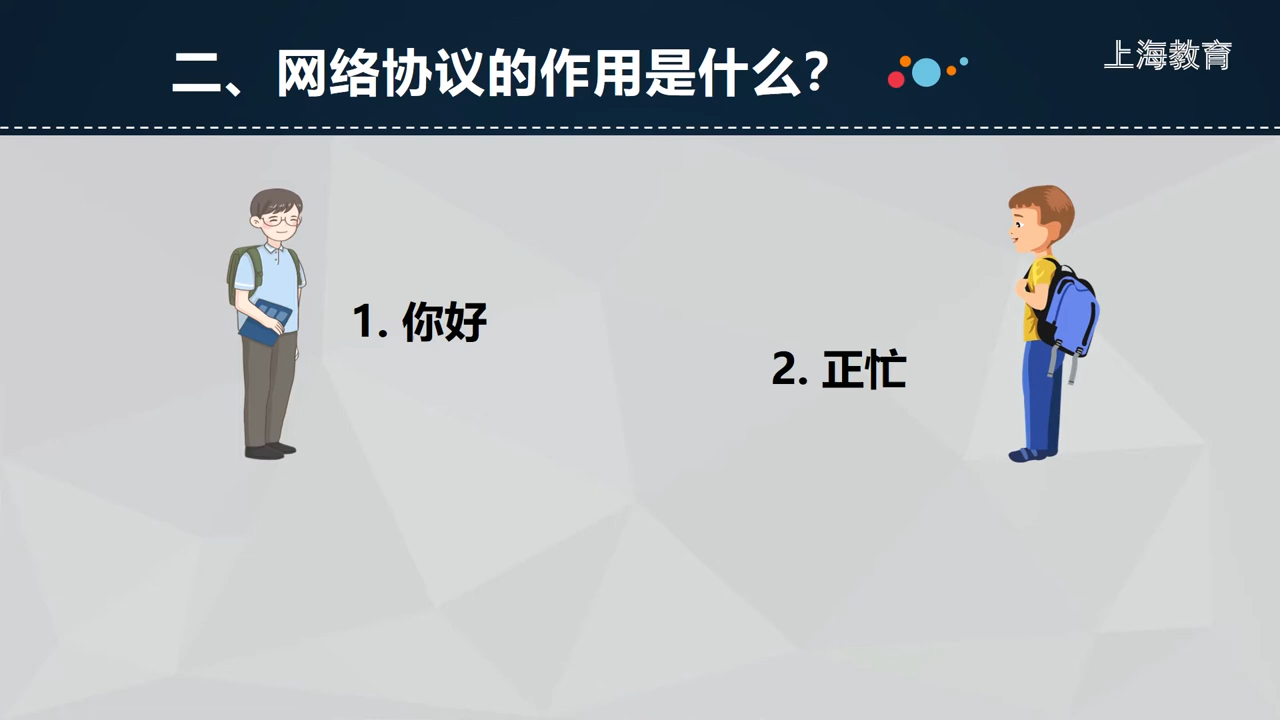 二、网络协议的作用是什么?
上海教育
1. 你好
2. 正忙